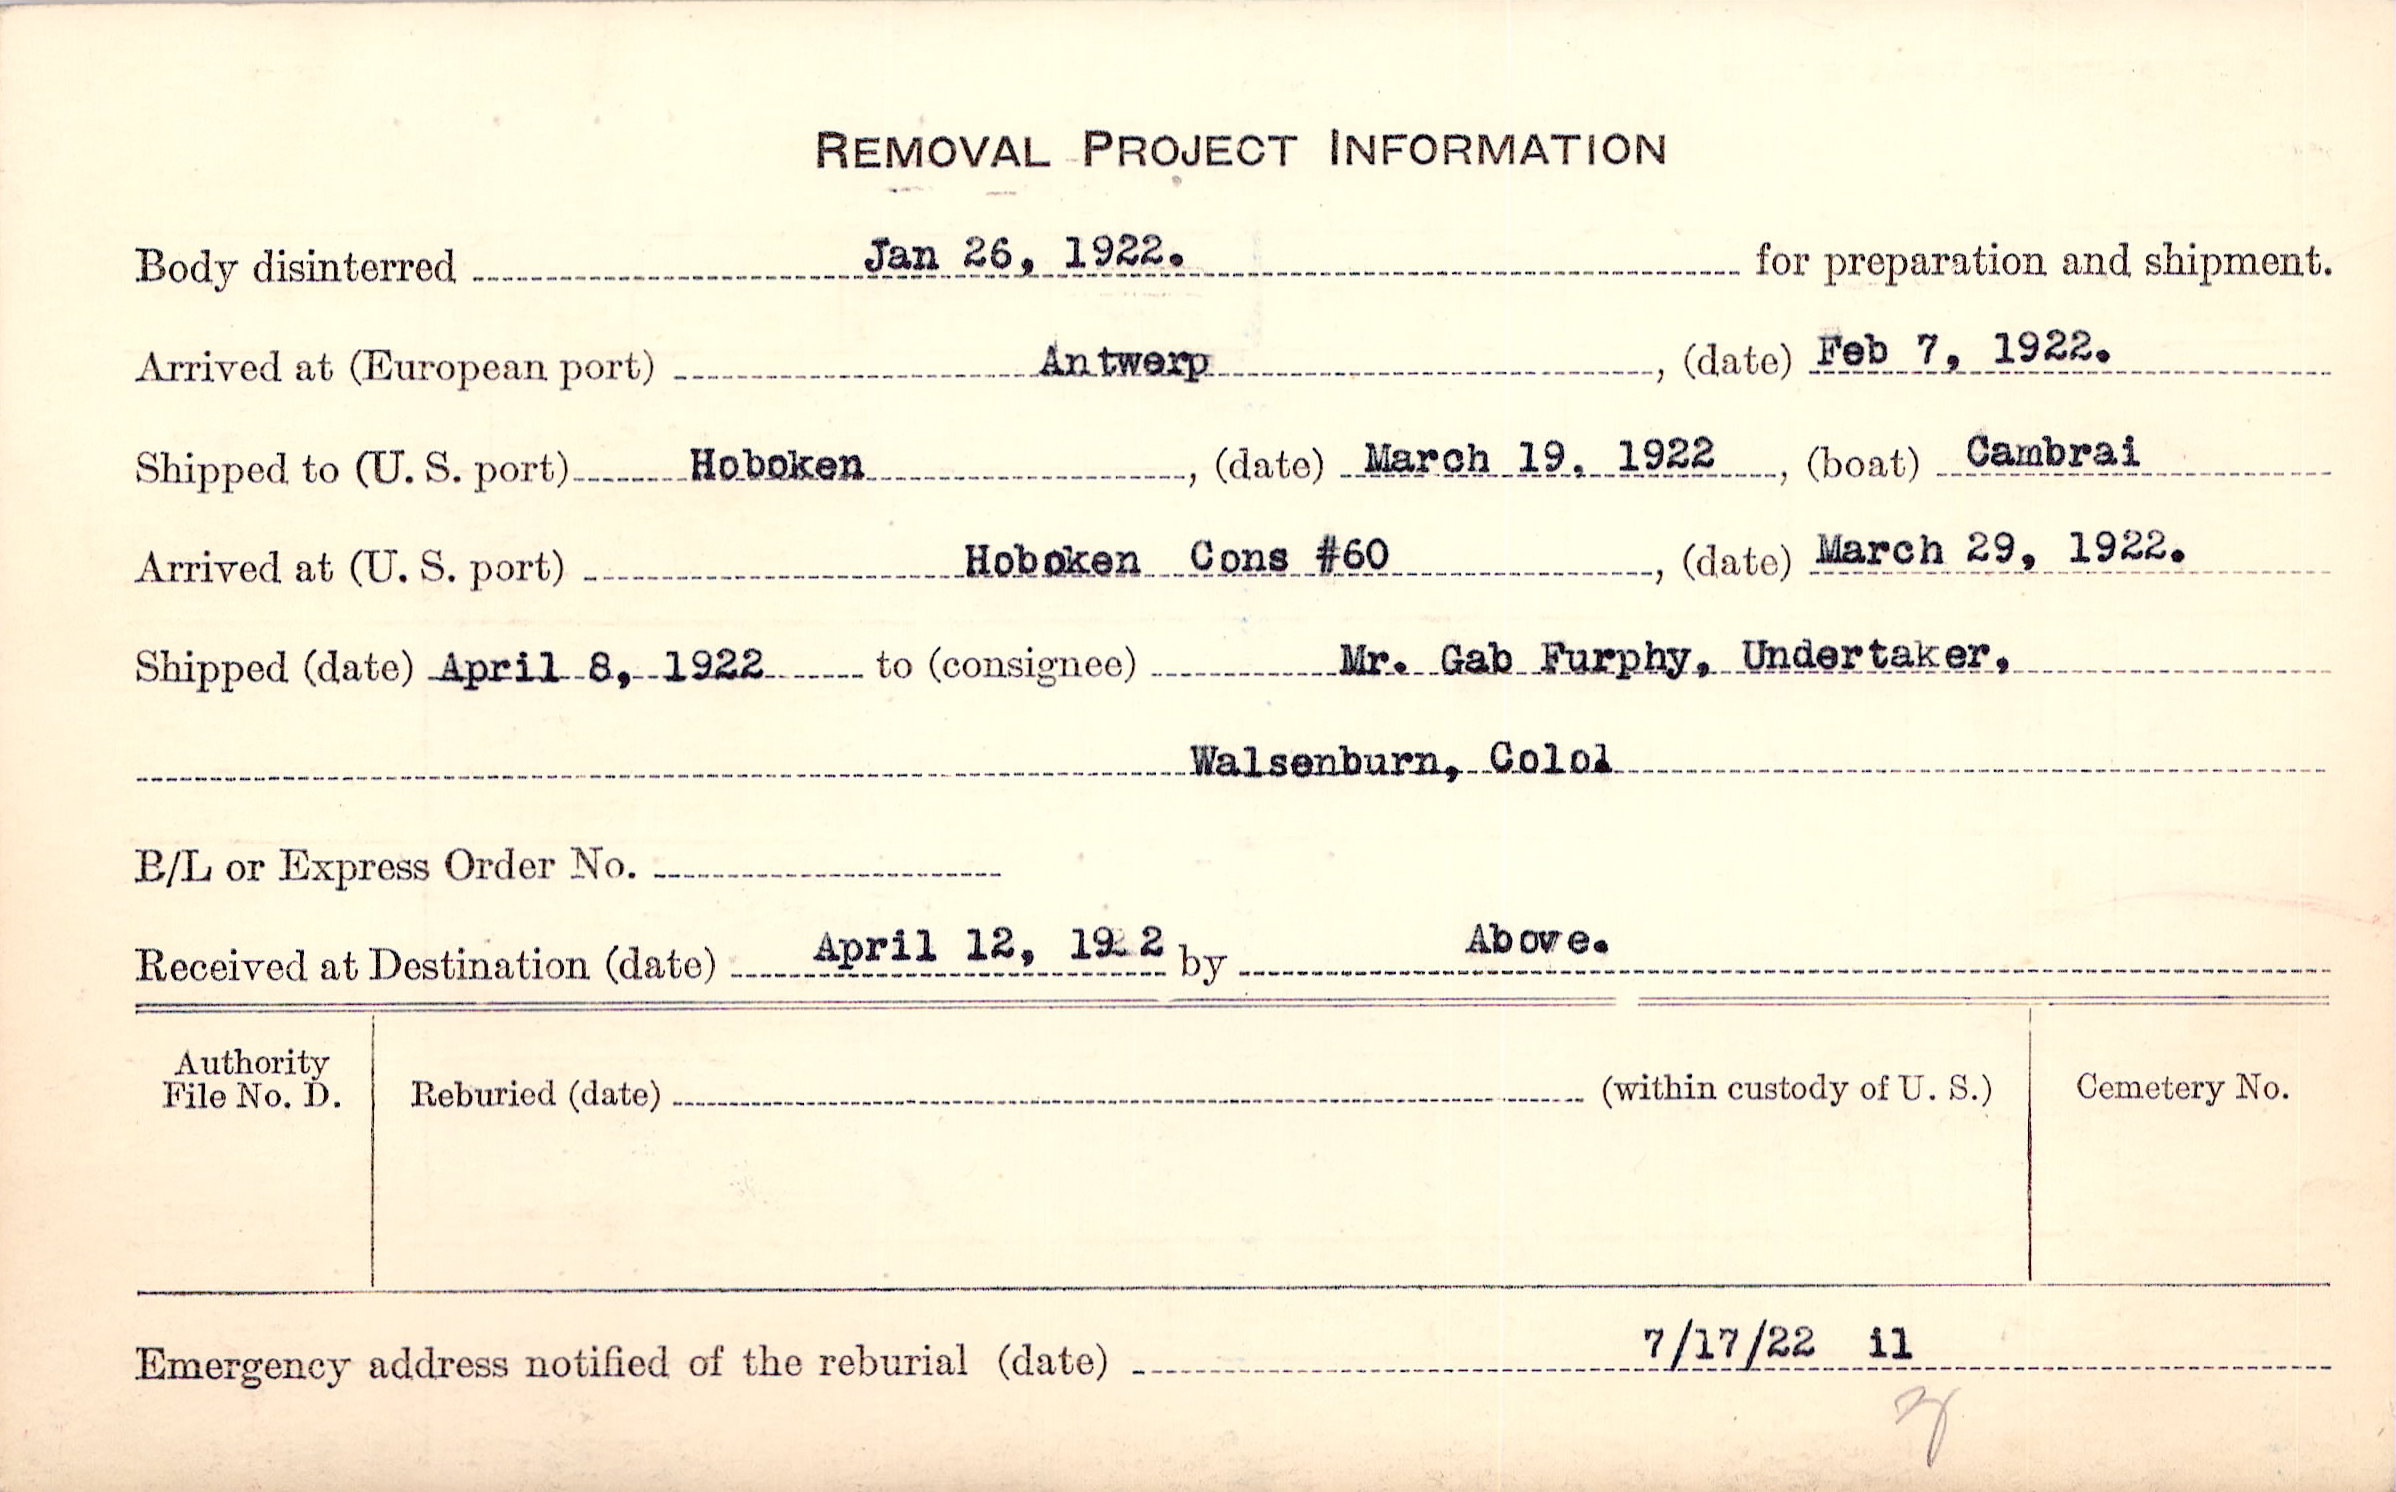 REMOVAL PROJECT INFORMATION
Body disinterred Jan 26, 1922. for preparation and shipment.
Arrived at (European port) Antwerp, (date) Feb 7, 1922.
Shipped to (U. S. port) Hoboken, (date) March 19, 1922, (boat) Cambrai
Arrived at (U. S. port) Hoboken Cons #60, (date) March 29, 1922.
Shipped (date) April 8, 1922 to (consignee) Mr. Gab Furphy, Undertaker,
Walsenburn, Colo.
B/L or Express Order No.
Received at Destination (date) April 12, 1922 by Above.
Authority
File No. D.
Reburied (date) (within custody of U. S.)
Cemetery No.
Emergency address notified of the reburial (date) 7/17/22 il